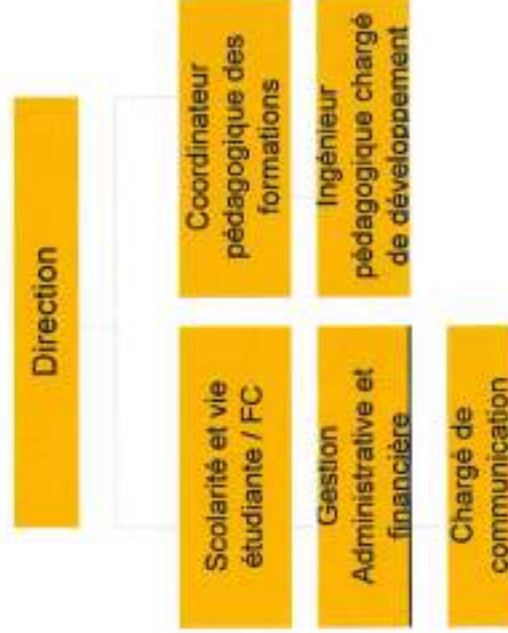 Direction
Scolarité et vie
étudiante / FC
Coordinateur
pédagogique des
formations
Gestion
Administrative et
financière
Ingénieur
pédagogique chargé
de développement
Chargé de
communication